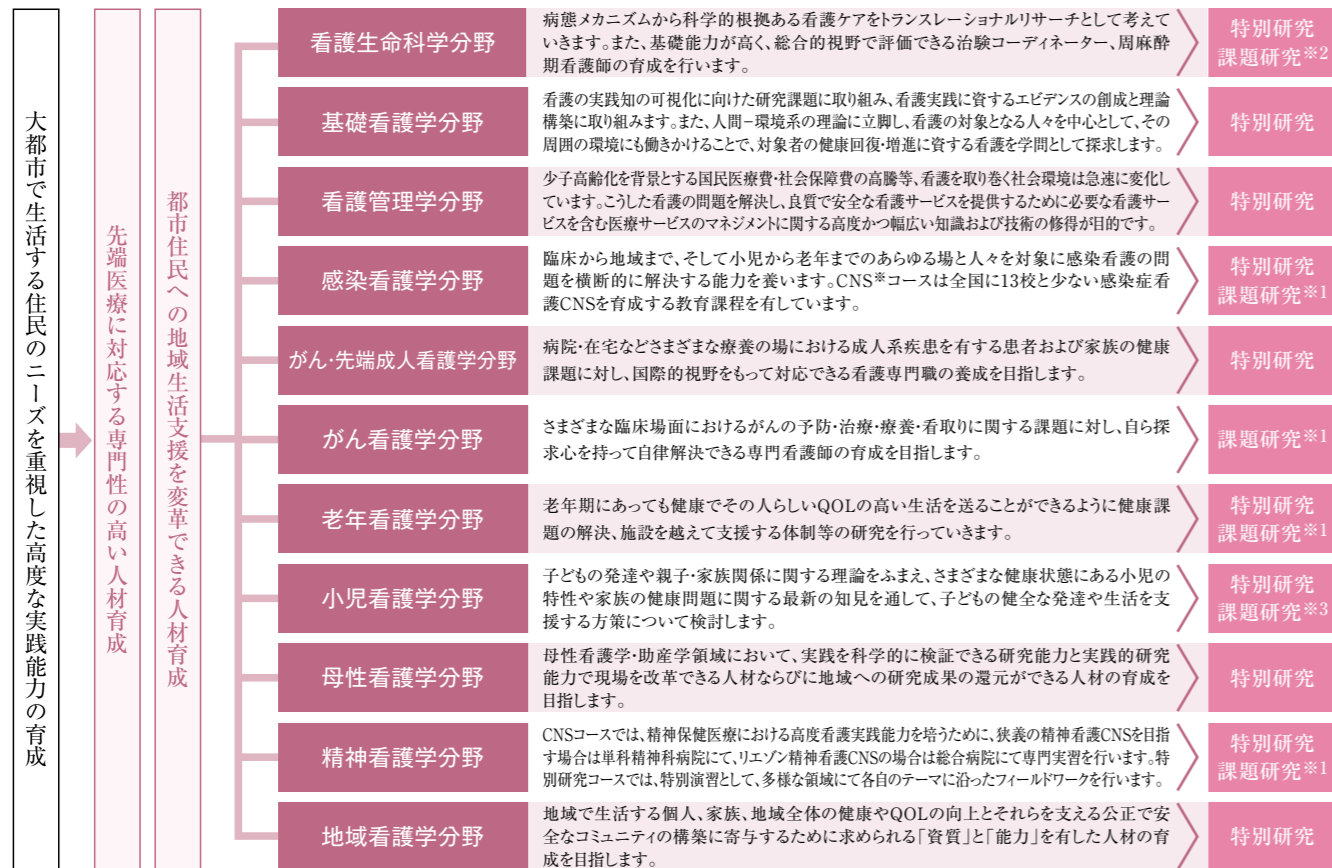 大都市で生活する住民のニーズを重視した高度な実践能力の育成
先端医療に対応する専門性の高い人材育成
都市住民への地域生活支援を変革できる人材育成
看護生命科学分野
病態メカニズムから科学的根拠ある看護ケアをトランスレーショナルリサーチとして考えて
いきます。また、基礎能力が高く、総合的視野で評価できる治験コーディネーター、周麻酔
期看護師の育成を行います。
特別研究
課題研究※2
基礎看護学分野
看護の実践知の可視化に向けた研究課題に取り組み、看護実践に資するエビデンスの創成と理論
構築に取り組みます。また、人間−環境系の理論に立脚し、看護の対象となる人々を中心として、その
周囲の環境にも働きかけることで、対象者の健康回復・増進に資する看護を学問として探求します。
特別研究
看護管理学分野
少子高齢化を背景とする国民医療費・社会保障費の高騰等、看護を取り巻く社会環境は急速に変化し
ています。こうした看護の問題を解決し、良質で安全な看護サービスを提供するために必要な看護サー
ビスを含む医療サービスのマネジメントに関する高度かつ幅広い知識および技術の修得が目的です。
特別研究
感染看護学分野
臨床から地域まで、そして小児から老年までのあらゆる場と人々を対象に感染看護の問
題を横断的に解決する能力を養います。CNS※コースは全国に13校と少ない感染症看
護CNSを育成する教育課程を有しています。
特別研究
課題研究※1
がん・先端成人看護学分野
病院・在宅などさまざまな療養の場における成人系疾患を有する患者および家族の健康
課題に対し、国際的視野をもって対応できる看護専門職の養成を目指します。
特別研究
がん看護学分野
さまざまな臨床場面におけるがんの予防・治療・療養・看取りに関する課題に対し、自ら探
求心を持って自律解決できる専門看護師の育成を目指します。
課題研究※1
老年看護学分野
老年期にあっても健康でその人らしいQOLの高い生活を送ることができるように健康課
題の解決、施設を越えて支援する体制等の研究を行っていきます。
特別研究
課題研究※1
小児看護学分野
子どもの発達や親子・家族関係に関する理論をふまえ、さまざまな健康状態にある小児の
特性や家族の健康問題に関する最新の知見を通して、子どもの健全な発達や生活を支
援する方策について検討します。
特別研究
課題研究※3
母性看護学分野
母性看護学・助産学領域において、実践を科学的に検証できる研究能力と実践的研究
能力で現場を改革できる人材ならびに地域への研究成果の還元ができる人材の育成を
目指します。
特別研究
精神看護学分野
CNSコースでは、精神保健医療における高度看護実践能力を培うために、狭義の精神看護CNSを目指
す場合は単科精神科病院にて、リエゾン精神看護CNSの場合は総合病院にて専門実習を行います。特
別研究コースでは、特別演習として、多様な領域にて各自のテーマに沿ったフィールドワークを行います。
特別研究
課題研究※1
地域看護学分野
地域で生活する個人、家族、地域全体の健康やQOLの向上とそれらを支える公正で安
全なコミュニティの構築に寄与するために求められる「資質」と「能力」を有した人材の育
成を目指します。
特別研究